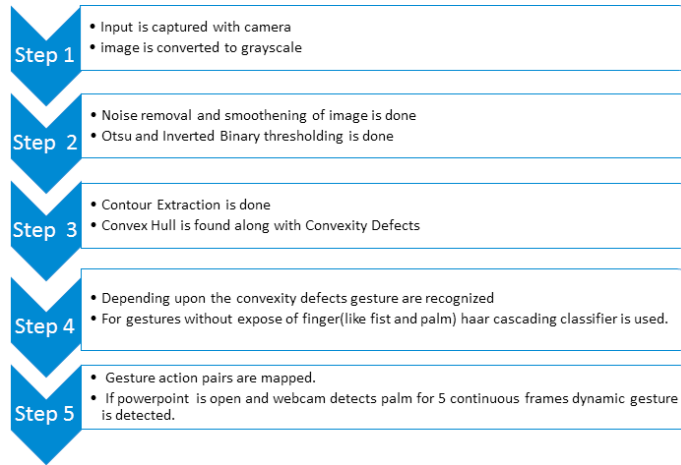 Step 1
• Input is captured with camera
• image is converted to grayscale
Step 2
• Noise removal and smoothening of image is done
• Otsu and Inverted Binary thresholding is done
Step 3
• Contour Extraction is done
• Convex Hull is found along with Convexity Defects
Step 4
• Depending upon the convexity defects gesture are recognized
• For gestures without expose of finger(like fist and palm) haar cascading classifier is used.
Step 5
• Gesture action pairs are mapped.
• If powerpoint is open and webcam detects palm for 5 continuous frames dynamic gesture
is detected.